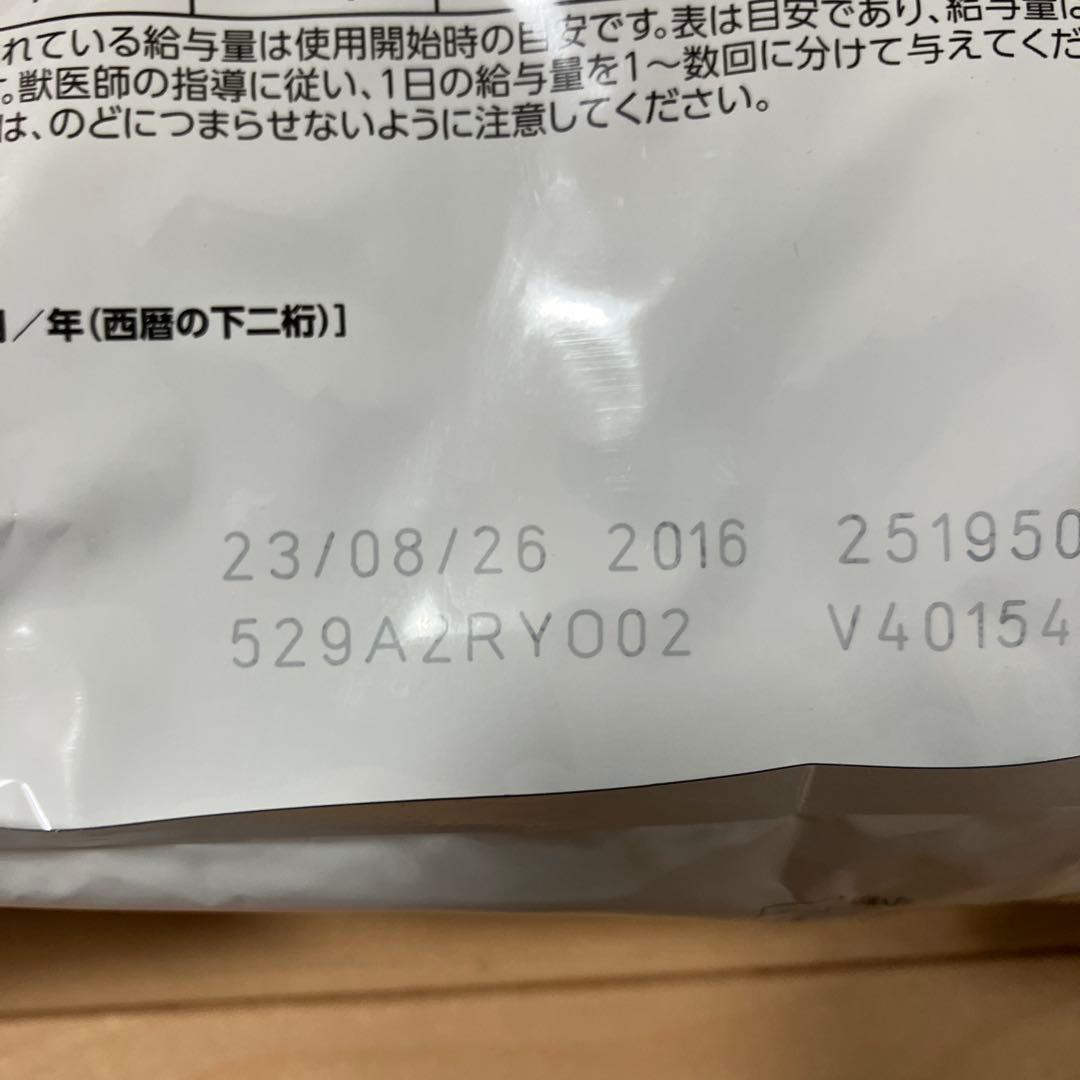 れている給与量は使用開始時の目安です。表は目安であり、給与量は
。獣医師の指導に従い、1日の給与量を1〜数回に分けて与えてくだ
は、のどにつまらせないように注意してください。
/年(西暦の下二桁)]
23/08/26 2016 251950
529A2RY002 V40154